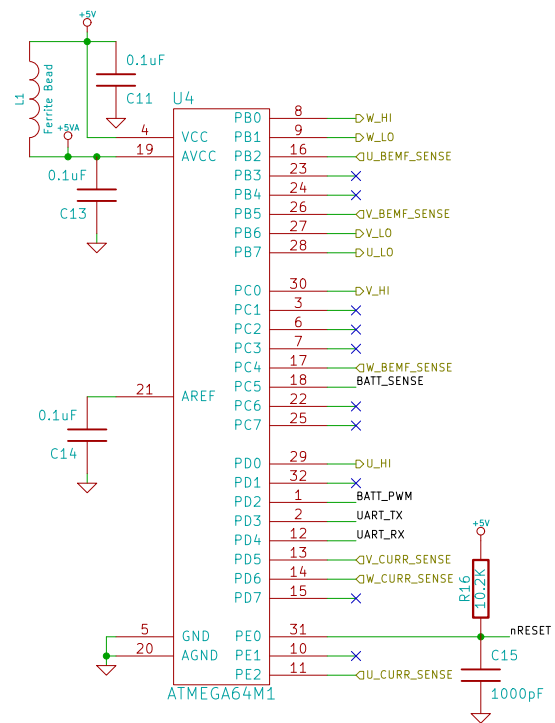 +5V
0.1uF
C11
L1
Ferrite Bead
+5VA
0.1uF
C13
U4
4 VCC
19 AVCC
21 AREF
0.1uF
C14
5 GND
20 AGND
PB0 8 W_HI
PB1 9 W_LO
PB2 16 U_BEMF_SENSE
PB3 23
PB4 24
PB5 26 V_BEMF_SENSE
PB6 27 V_LO
PB7 28 U_LO
PC0 30 V_HI
PC1 3
PC2 6
PC3 7
PC4 17 W_BEMF_SENSE
PC5 18 BATT_SENSE
PC6 22
PC7 25
PD0 29 U_HI
PD1 32
PD2 1 BATT_PWM
PD3 2 UART_TX
PD4 12 UART_RX
PD5 13 V_CURR_SENSE
PD6 14 W_CURR_SENSE
PD7 15
PE0 31 nRESET
PE1 10
PE2 11 U_CURR_SENSE
ATMEGA64M1
+5V
R16
10.2K
C15
1000pF